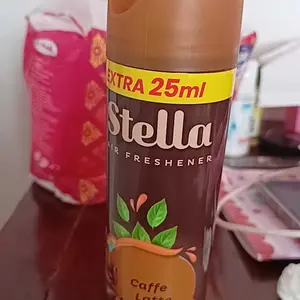 EXTRA 25ml
Stella
AIR FRESHENER
Caffe
Latte